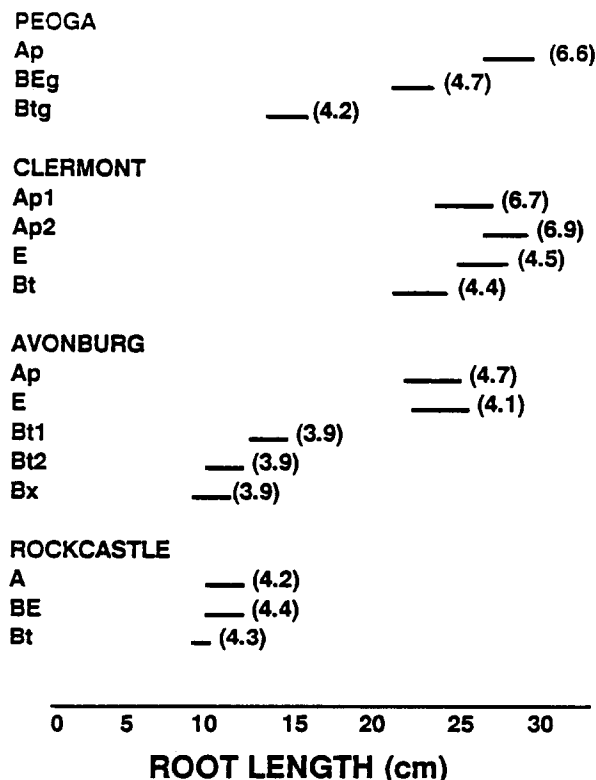 PEOGA
Ap (6.6)
BEg (4.7)
Btg (4.2)
CLERMONT
Ap1 (6.7)
Ap2 (6.9)
E (4.5)
Bt (4.4)
AVONBURG
Ap (4.7)
E (4.1)
Bt1 (3.9)
Bt2 (3.9)
Bx (3.9)
ROCKCASTLE
A (4.2)
BE (4.4)
Bt (4.3)
0 5 10 15 20 25 30
ROOT LENGTH (cm)